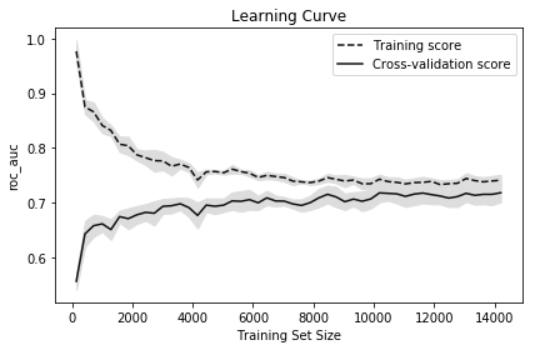 Learning Curve
Training score
Cross-validation score
1.0
0.9
0.8
0.7
0.6
roc_auc
0 2000 4000 6000 8000 10000 12000 14000
Training Set Size